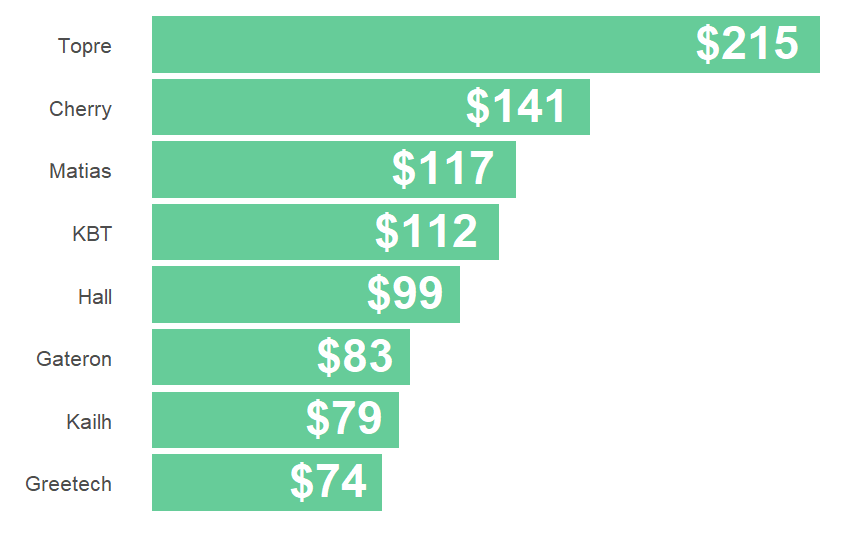 Topre $215
Cherry $141
Matias $117
KBT $112
Hall $99
Gateron $83
Kailh $79
Greetech $74